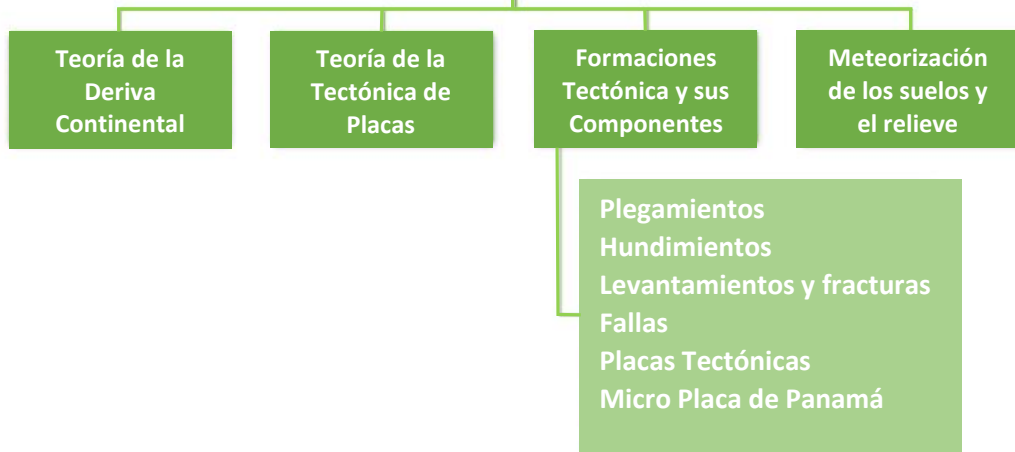 Teoría de la
Deriva
Continental
Teoría de la
Tectónica de
Placas
Formaciones
Tectónica y sus
Componentes
Meteorización
de los suelos y
el relieve
Plegamientos
Hundimientos
Levantamientos y fracturas
Fallas
Placas Tectónicas
Micro Placa de Panamá